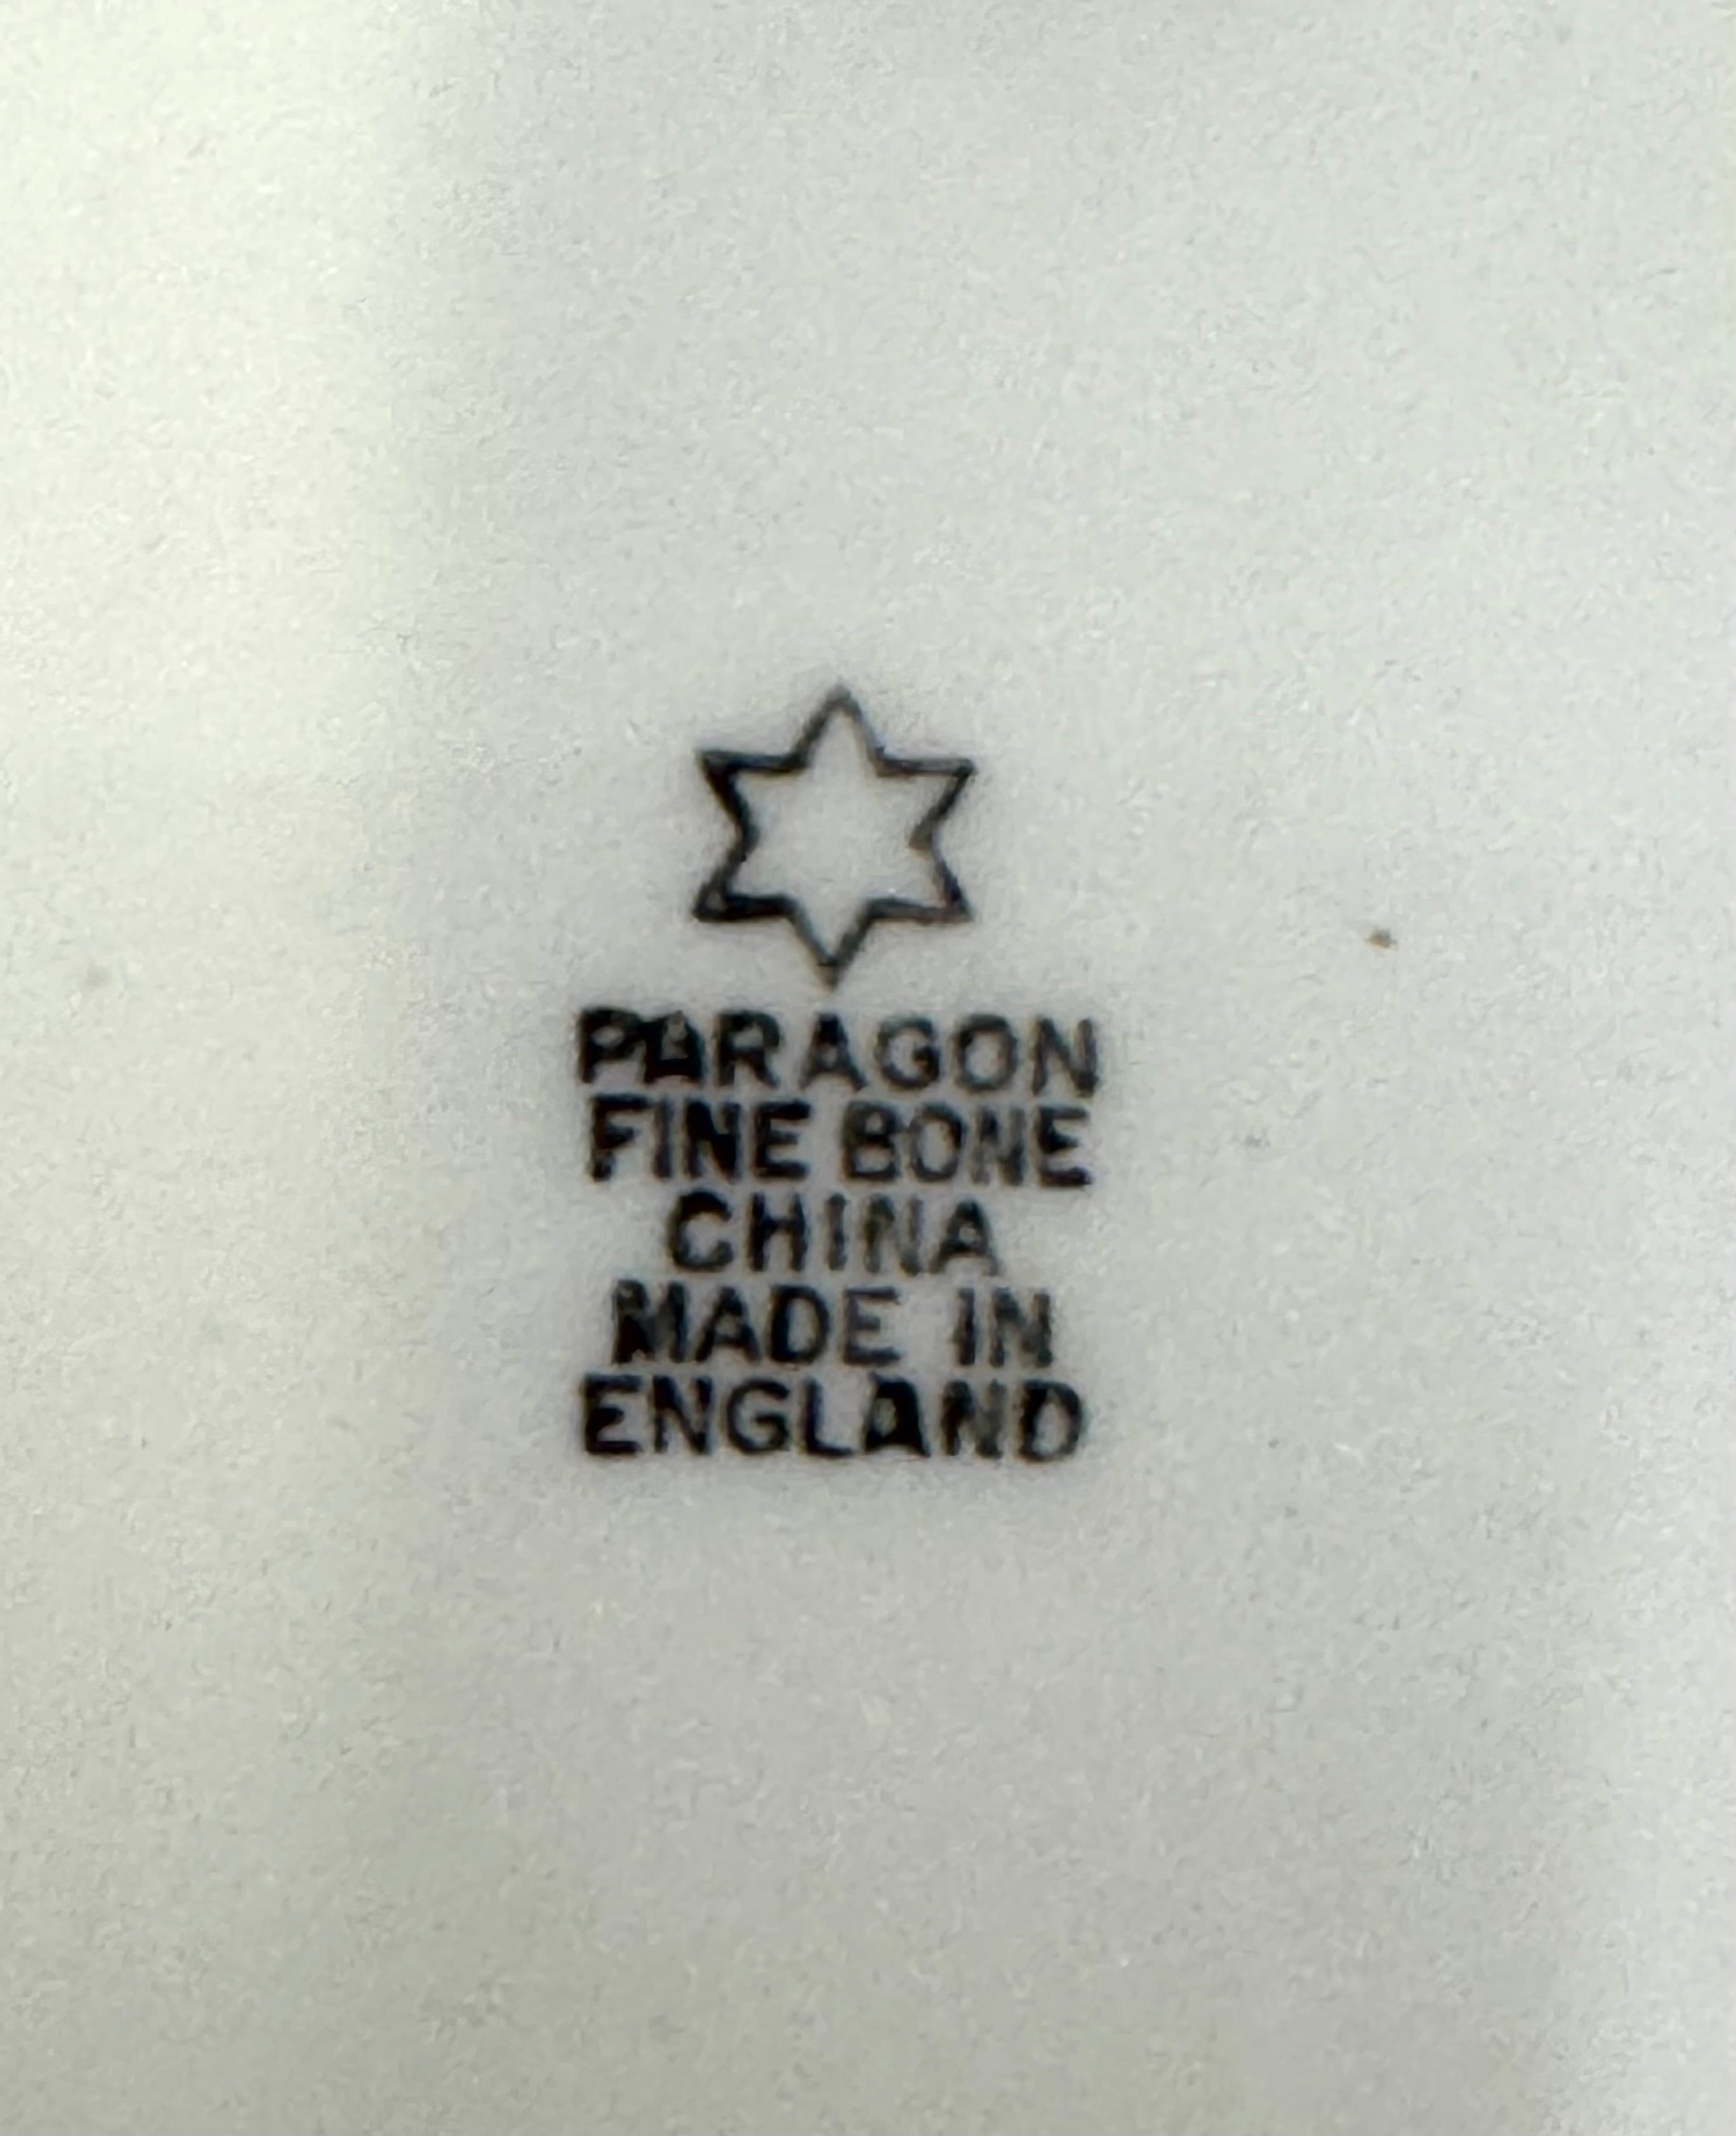 PARAGON
FINE BONE
CHINA
MADE IN
ENGLAND